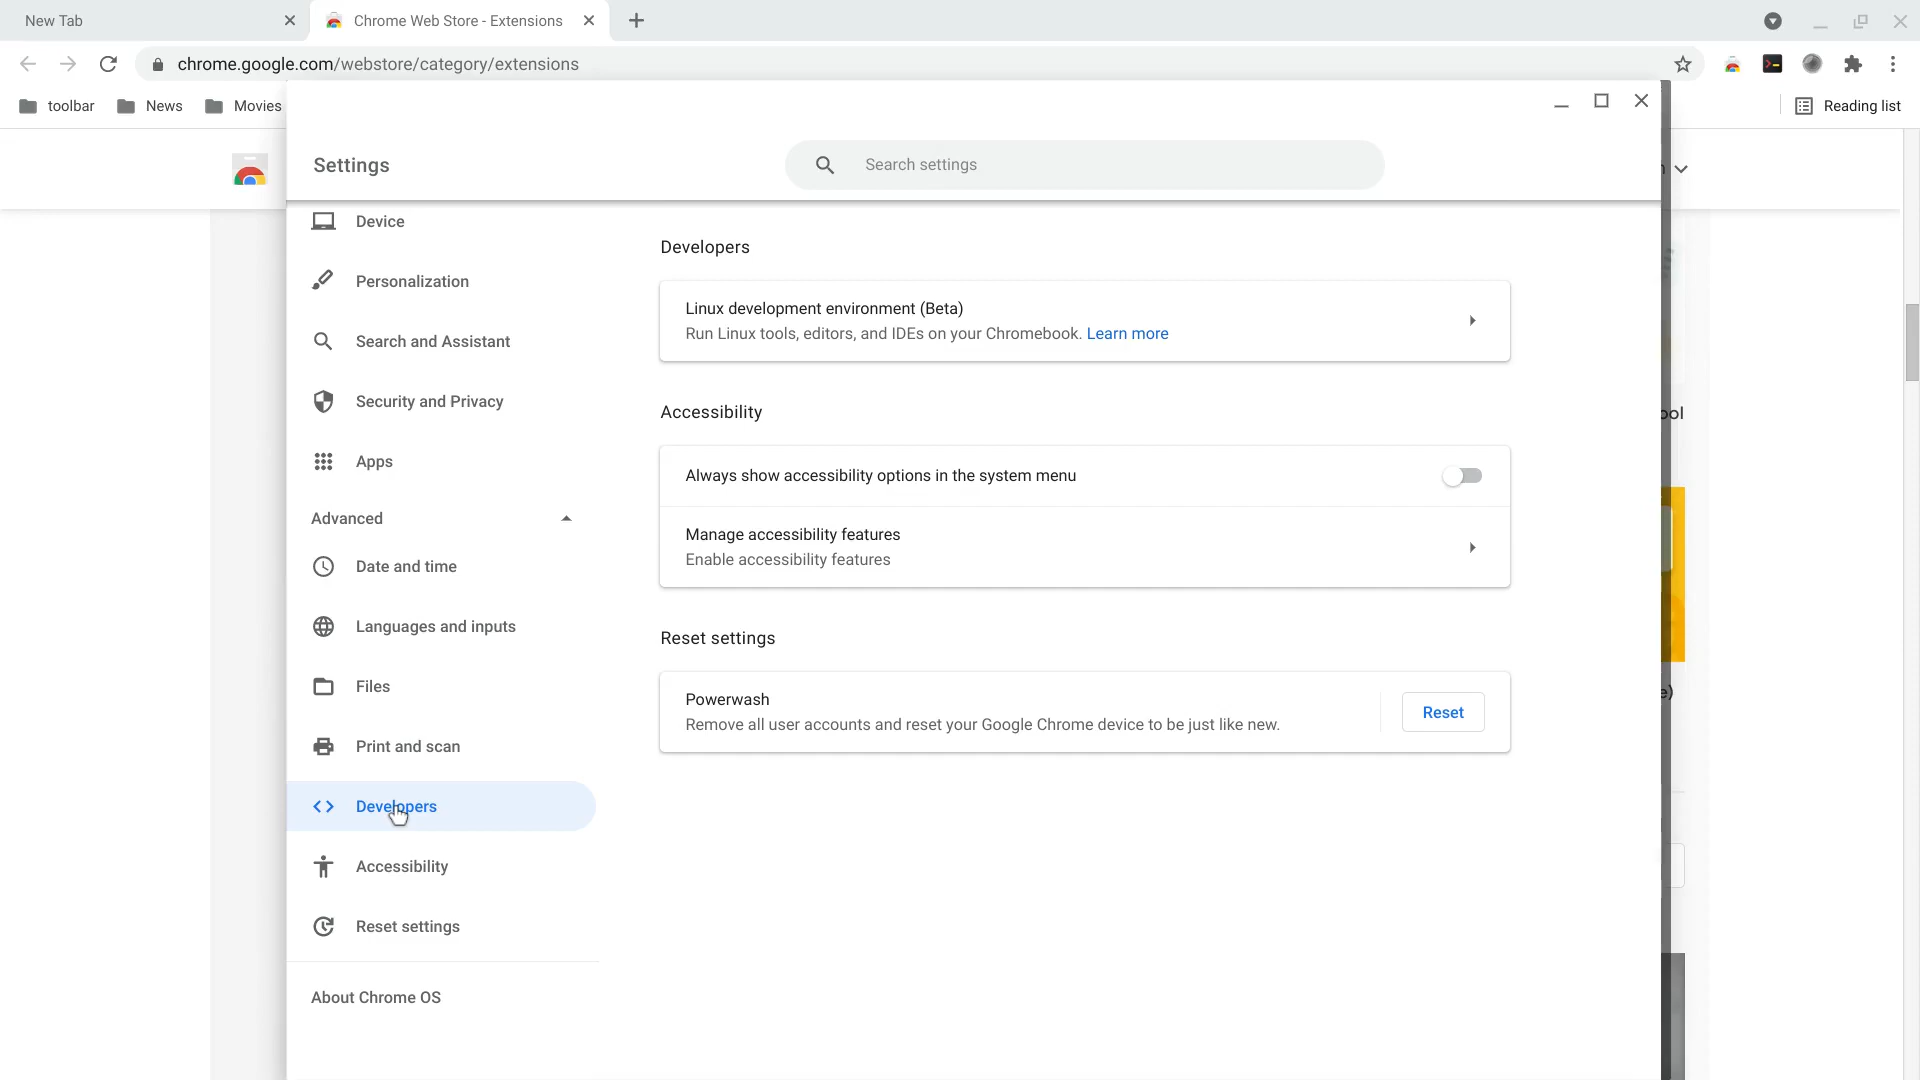 New Tab
Chrome Web Store - Extensions
chrome.google.com/webstore/category/extensions
toolbar
News
Movies
Reading list
Settings
Search settings
Device
Personalization
Search and Assistant
Security and Privacy
Apps
Advanced
Date and time
Languages and inputs
Files
Print and scan
Developers
Accessibility
Reset settings
About Chrome OS
Developers
Linux development environment (Beta)
Run Linux tools, editors, and IDEs on your Chromebook. Learn more
Accessibility
Always show accessibility options in the system menu
Manage accessibility features
Enable accessibility features
Reset settings
Powerwash
Remove all user accounts and reset your Google Chrome device to be just like new.
Reset
ool
e)